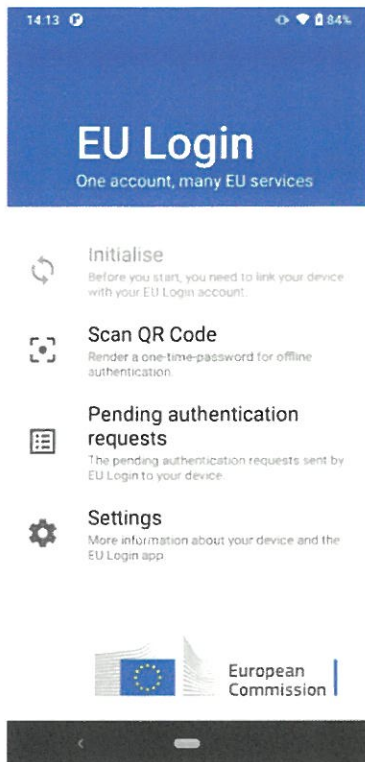 14:13 84%
EU Login
One account, many EU services
Initialise
Before you start, you need to link your device
with your EU Login account.
Scan QR Code
Render a one-time-password for offline
authentication.
Pending authentication
requests
The pending authentication requests sent by
EU Login to your device.
Settings
More information about your device and the
EU Login app
European
Commission